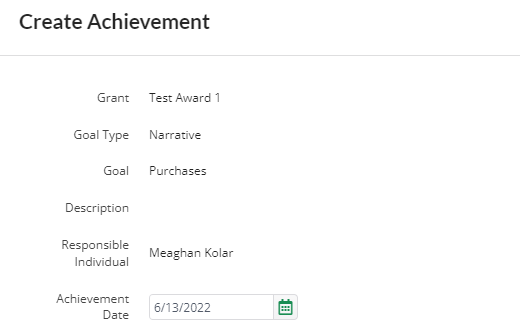 Create Achievement
Grant Test Award 1
Goal Type Narrative
Goal Purchases
Description
Responsible
Individual Meaghan Kolar
Achievement
Date 6/13/2022